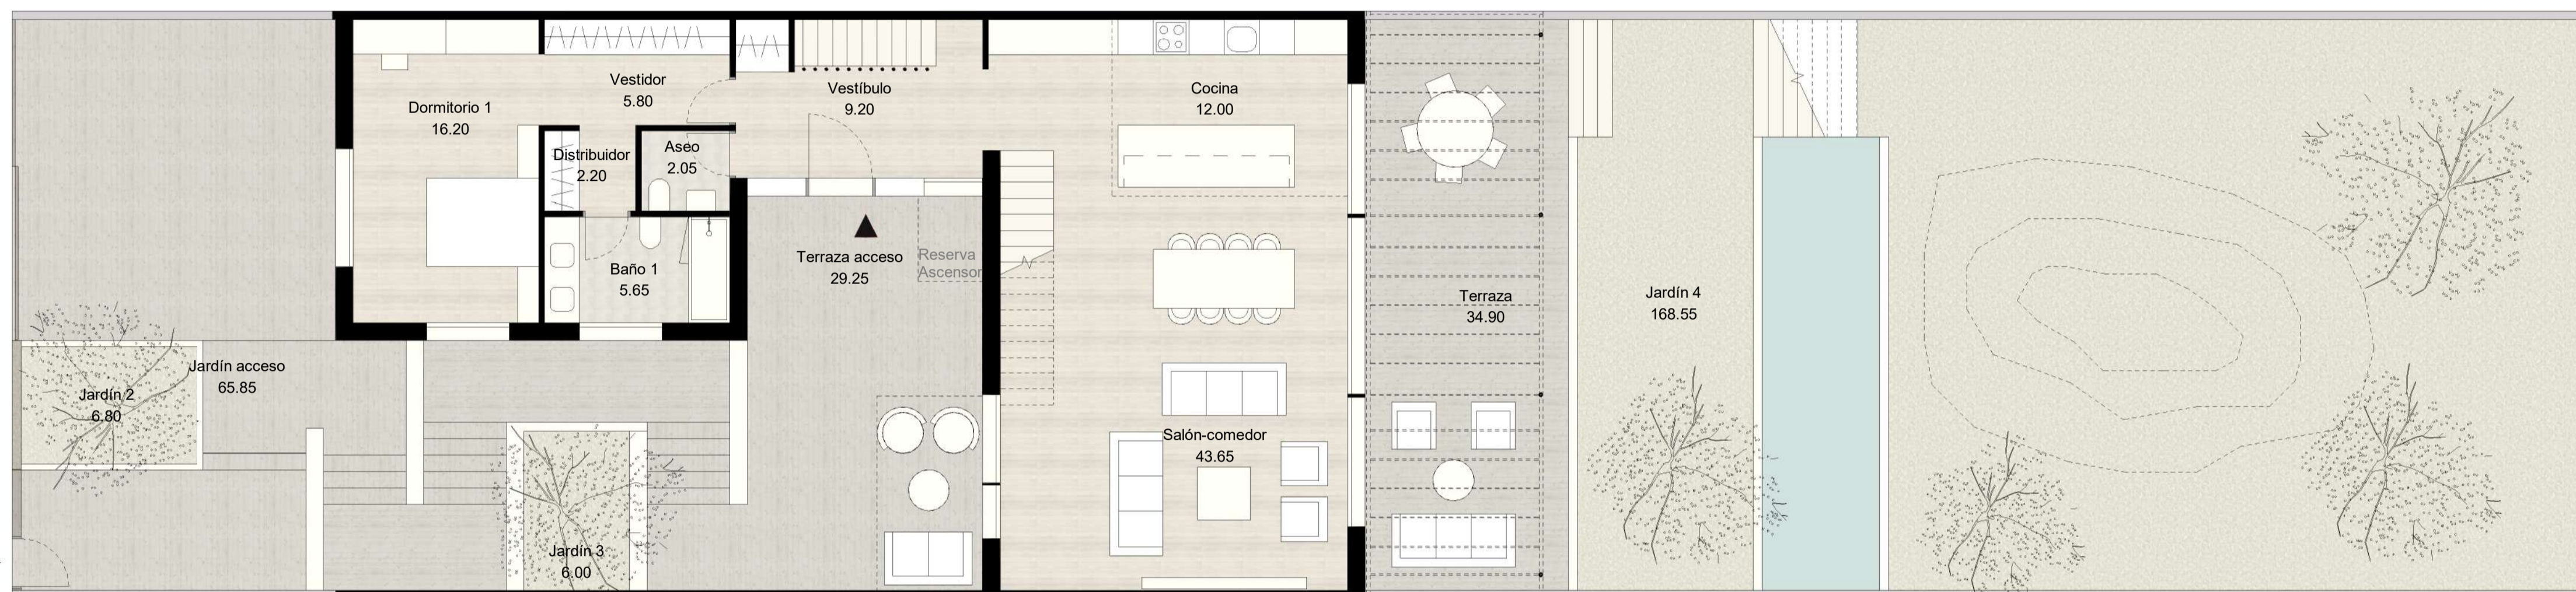 Dormitorio 1
16.20
Vestidor
5.80
Vestíbulo
9.20
Cocina
12.00
Distribuidor
2.20
Aseo
2.05
Baño 1
5.65
Terraza acceso
29.25
Reserva
Ascensor
Terraza
34.90
Jardín 4
168.55
Jardín acceso
65.85
Jardín 2
6.80
Salón-comedor
43.65
Jardín 3
6.00